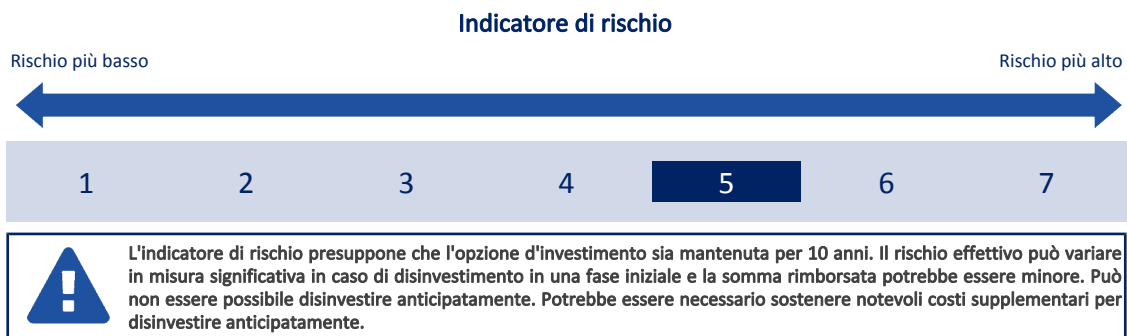 Indicatore di rischio
Rischio più basso
Rischio più alto
1 2 3 4 5 6 7
L'indicatore di rischio presuppone che l'opzione d'investimento sia mantenuta per 10 anni. Il rischio effettivo può variare
in misura significativa in caso di disinvestimento in una fase iniziale e la somma rimborsata potrebbe essere minore. Può
non essere possibile disinvestire anticipatamente. Potrebbe essere necessario sostenere notevoli costi supplementari per
disinvestire anticipatamente.